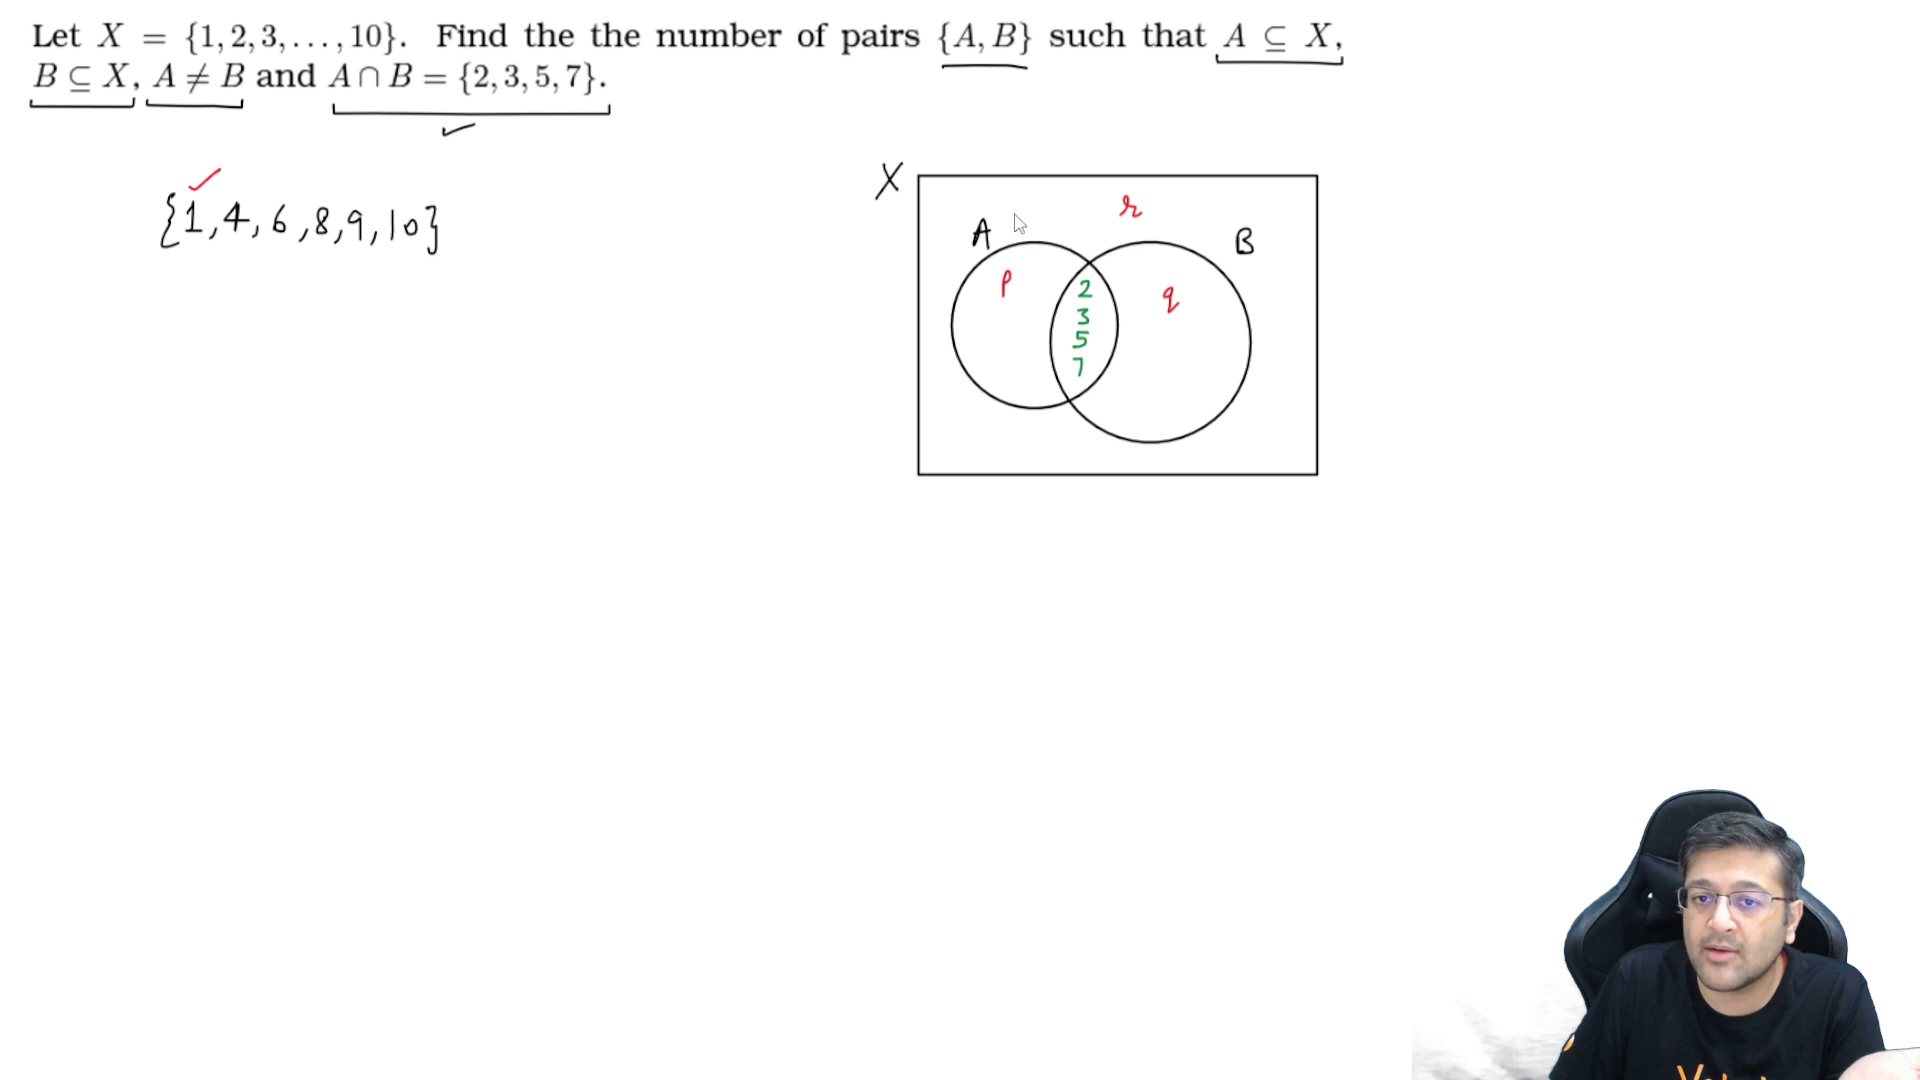 Let X = {1, 2, 3, . . . , 10}. Find the the number of pairs {A, B} such that A ⊆ X,
B ⊆ X, A ≠ B and A ∩ B = {2, 3, 5, 7}.
{1, 4, 6, 8, 9, 10}
X
r
A
B
p
q
2
3
5
7